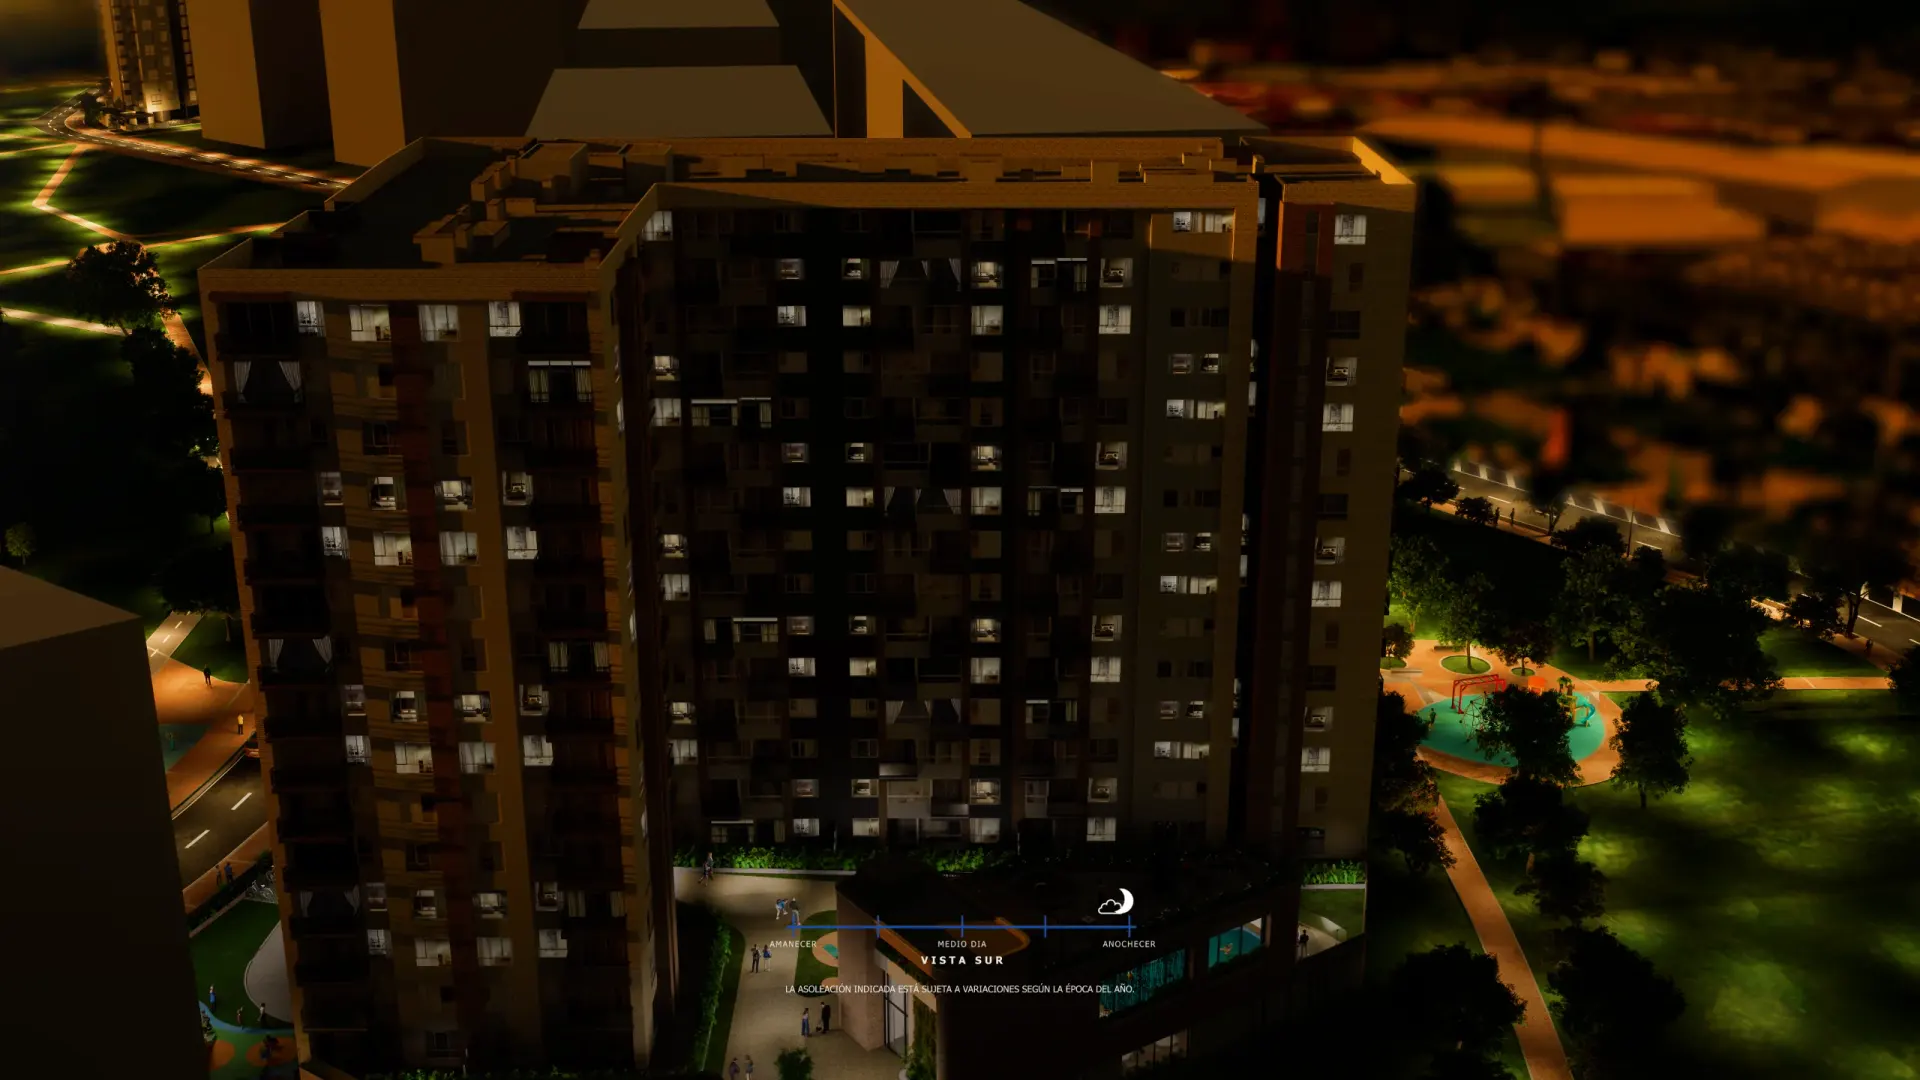 AMANECER MEDIO DIA ANOCHECER
VISTA SUR
LA ASOLEACIÓN INDICADA ESTÁ SUJETA A VARIACIONES SEGÚN LA ÉPOCA DEL AÑO.